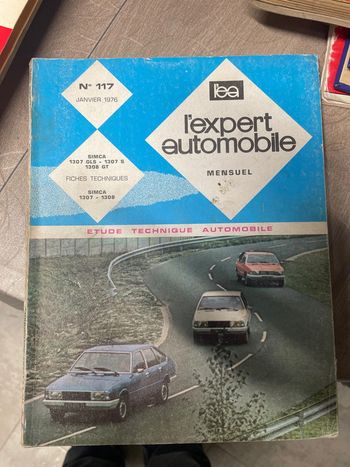 N° 117
JANVIER 1976
l'ea
l'expert
automobile
MENSUEL
SIMCA
1307 GLS - 1307 S
1308 GT
FICHES TECHNIQUES
SIMCA
1307 - 1308
ETUDE TECHNIQUE AUTOMOBILE